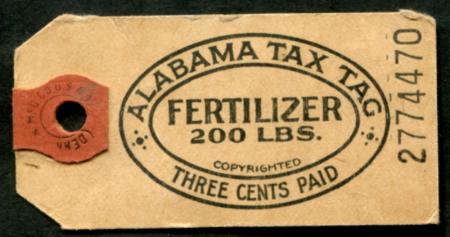 ALABAMA TAX TAG
FERTILIZER
200 LBS.
COPYRIGHTED
THREE CENTS PAID
2774470